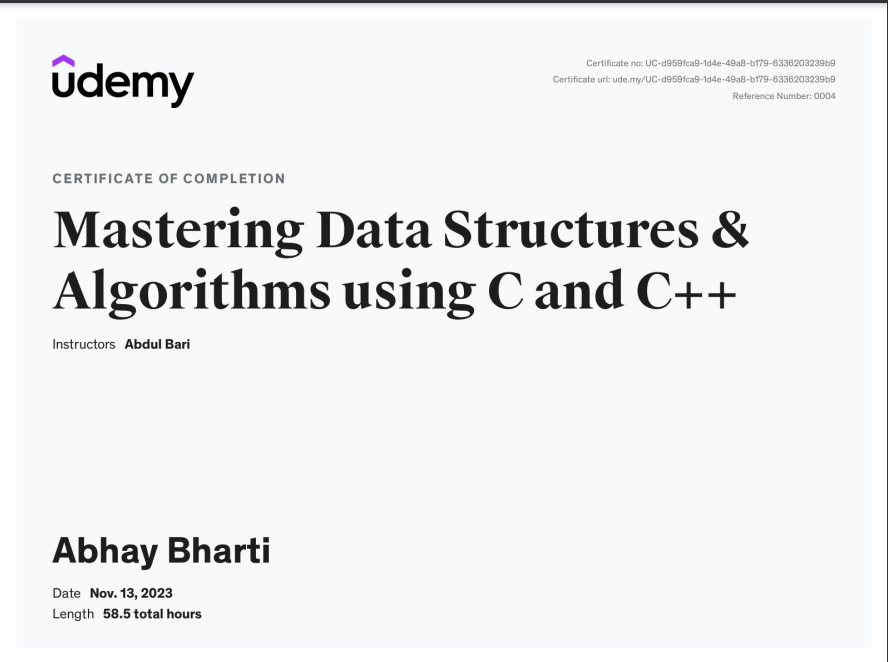 udemy
Certificate no: UC-d959fca9-1d4e-49a8-b179-6336203239b9
Certificate url: ude.my/UC-d959fca9-1d4e-49a8-b179-6336203239b9
Reference Number: 0004
CERTIFICATE OF COMPLETION
Mastering Data Structures &
Algorithms using C and C++
Instructors Abdul Bari
Abhay Bharti
Date Nov. 13, 2023
Length 58.5 total hours